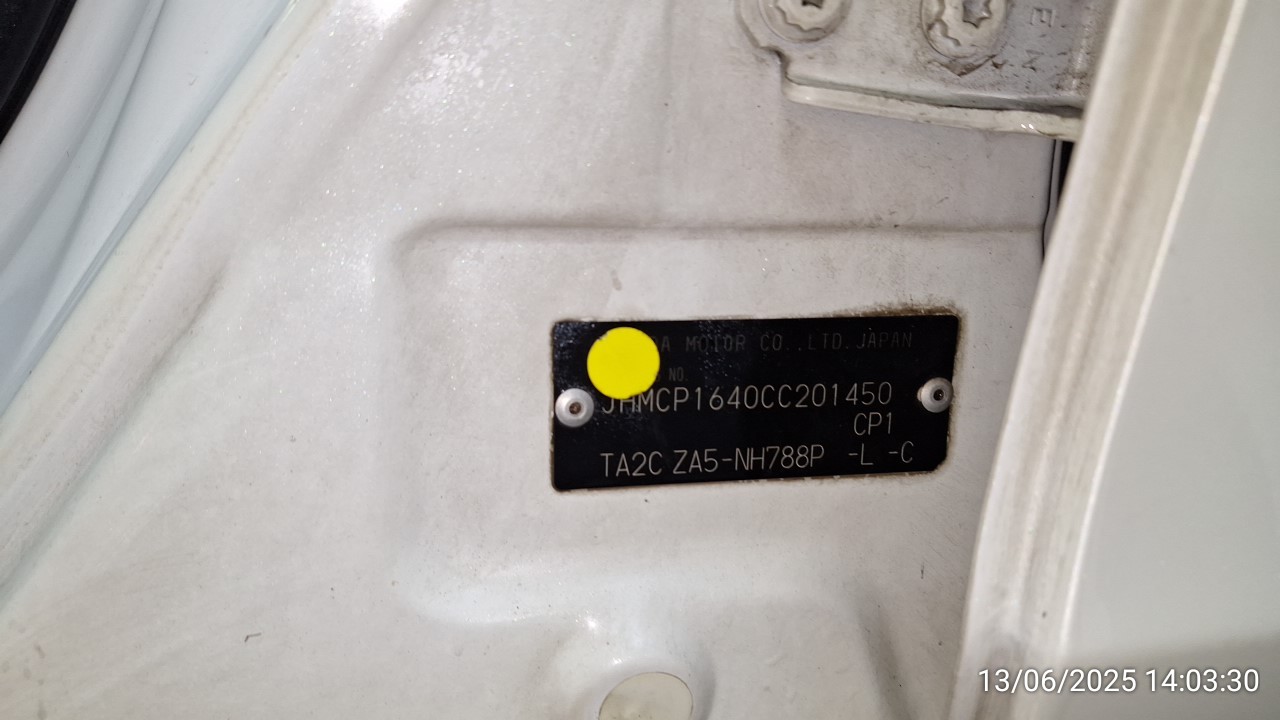 A MOTOR CO.,LTD.JAPAN
NO.
JHMCP1640CC201450
CP1
TA2C ZA5-NH788P -L -C
13/06/2025 14:03:30